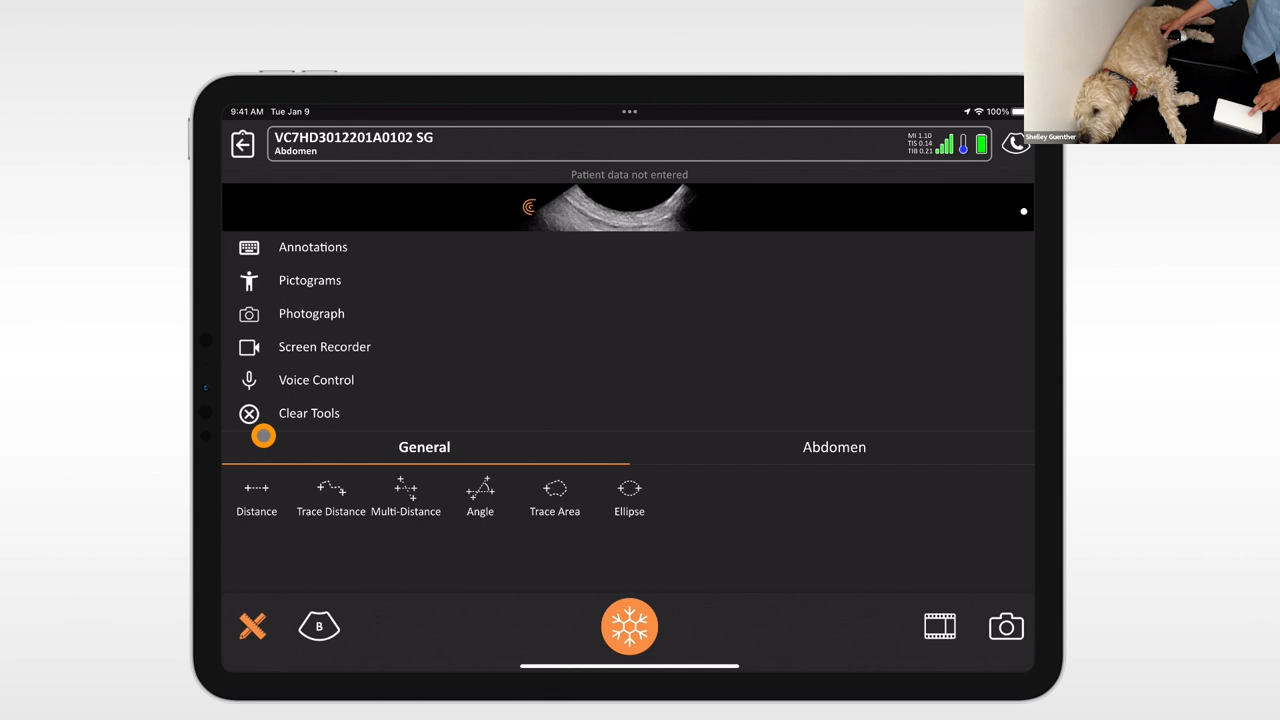 9:41 AM Tue Jan 9
100%
VC7HD3012201A0102 SG
Abdomen
MI 1.10
TIS 0.14
TIB 0.21
Shelley Guenther
Patient data not entered
Annotations
Pictograms
Photograph
Screen Recorder
Voice Control
Clear Tools
General
Abdomen
Distance
Trace Distance
Multi-Distance
Angle
Trace Area
Ellipse
B